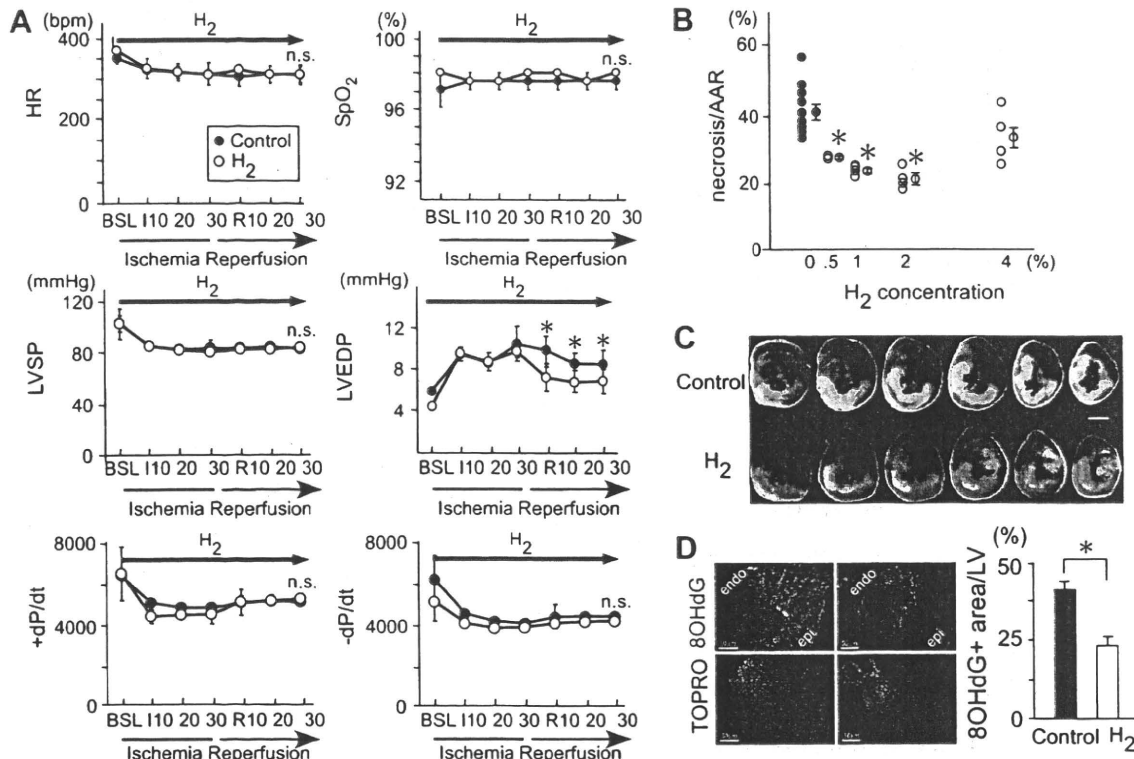 A
(bpm)
H2
400
n.s.
200
0
HR
Control
H2
BSL I10 20 30 R10 20 30
Ischemia Reperfusion
(%)
H2
100
n.s.
96
92
SpO2
BSL I10 20 30 R10 20 30
Ischemia Reperfusion
(mmHg)
H2
120
n.s.
80
40
0
LVSP
BSL I10 20 30 R10 20 30
Ischemia Reperfusion
(mmHg)
H2
12
* * *
8
4
LVEDP
BSL I10 20 30 R10 20 30
Ischemia Reperfusion
8000
H2
n.s.
4000
0
+dP/dt
BSL I10 20 30 R10 20 30
Ischemia Reperfusion
8000
H2
n.s.
4000
0
-dP/dt
BSL I10 20 30 R10 20 30
Ischemia Reperfusion
B
(%)
60
40
20
0
necrosis/AAR
* * *
0 .5 1 2 4 (%)
H2 concentration
C
Control
H2
D
8OHdG
endo
epi
endo
epi
TOPRO
(%)
50
*
25
0
8OHdG+ area/LV
Control H2